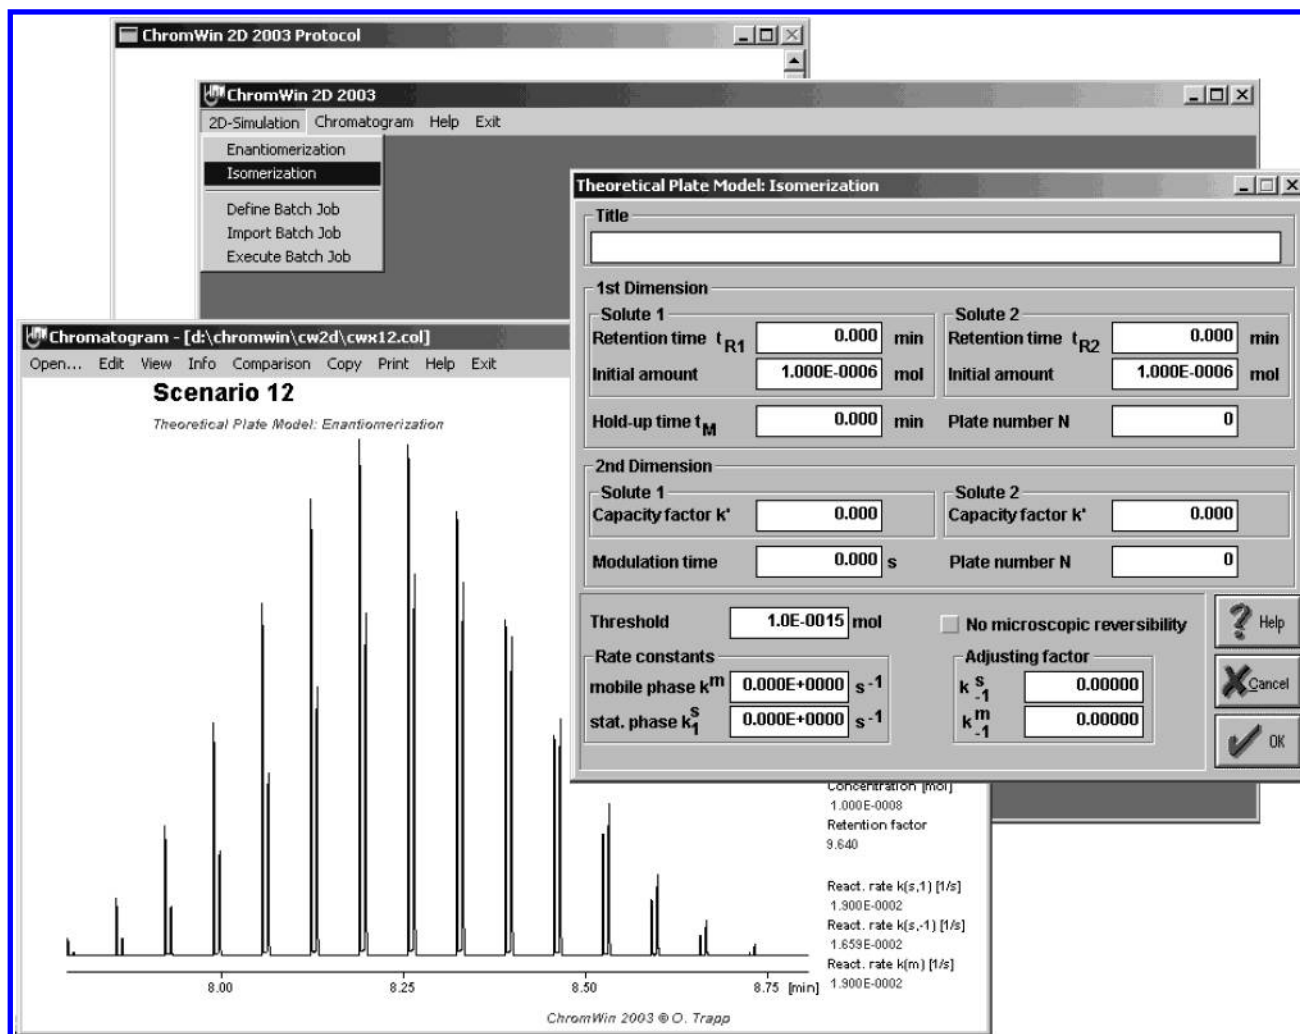 ChromWin 2D 2003 Protocol
ChromWin 2D 2003
2D-Simulation Chromatogram Help Exit
Enantiomerization
Isomerization
Define Batch Job
Import Batch Job
Execute Batch Job
Theoretical Plate Model: Isomerization
Title
1st Dimension
Solute 1 Solute 2
Retention time tR1 0.000 min Retention time tR2 0.000 min
Initial amount 1.000E-0006 mol Initial amount 1.000E-0006 mol
Hold-up time tM 0.000 min Plate number N 0
2nd Dimension
Solute 1 Solute 2
Capacity factor k' 0.000 Capacity factor k' 0.000
Modulation time 0.000 s Plate number N 0
Threshold 1.0E-0015 mol No microscopic reversibility
Rate constants Adjusting factor
mobile phase k^m 0.000E+0000 s^-1 k^s_-1 0.00000
stat. phase k^s_1 0.000E+0000 s^-1 k^m_-1 0.00000
Help
Cancel
OK
Chromatogram - [d:\chromwin\cw2d\cwx12.col]
Open... Edit View Info Comparison Copy Print Help Exit
Scenario 12
Theoretical Plate Model: Enantiomerization
Concentration [mol]
1.000E-0008
Retention factor
9.640
React. rate k(s,1) [1/s]
1.900E-0002
React. rate k(s,-1) [1/s]
1.659E-0002
React. rate k(m) [1/s]
1.900E-0002
8.00 8.25 8.50 8.75 [min]
ChromWin 2003 © O. Trapp